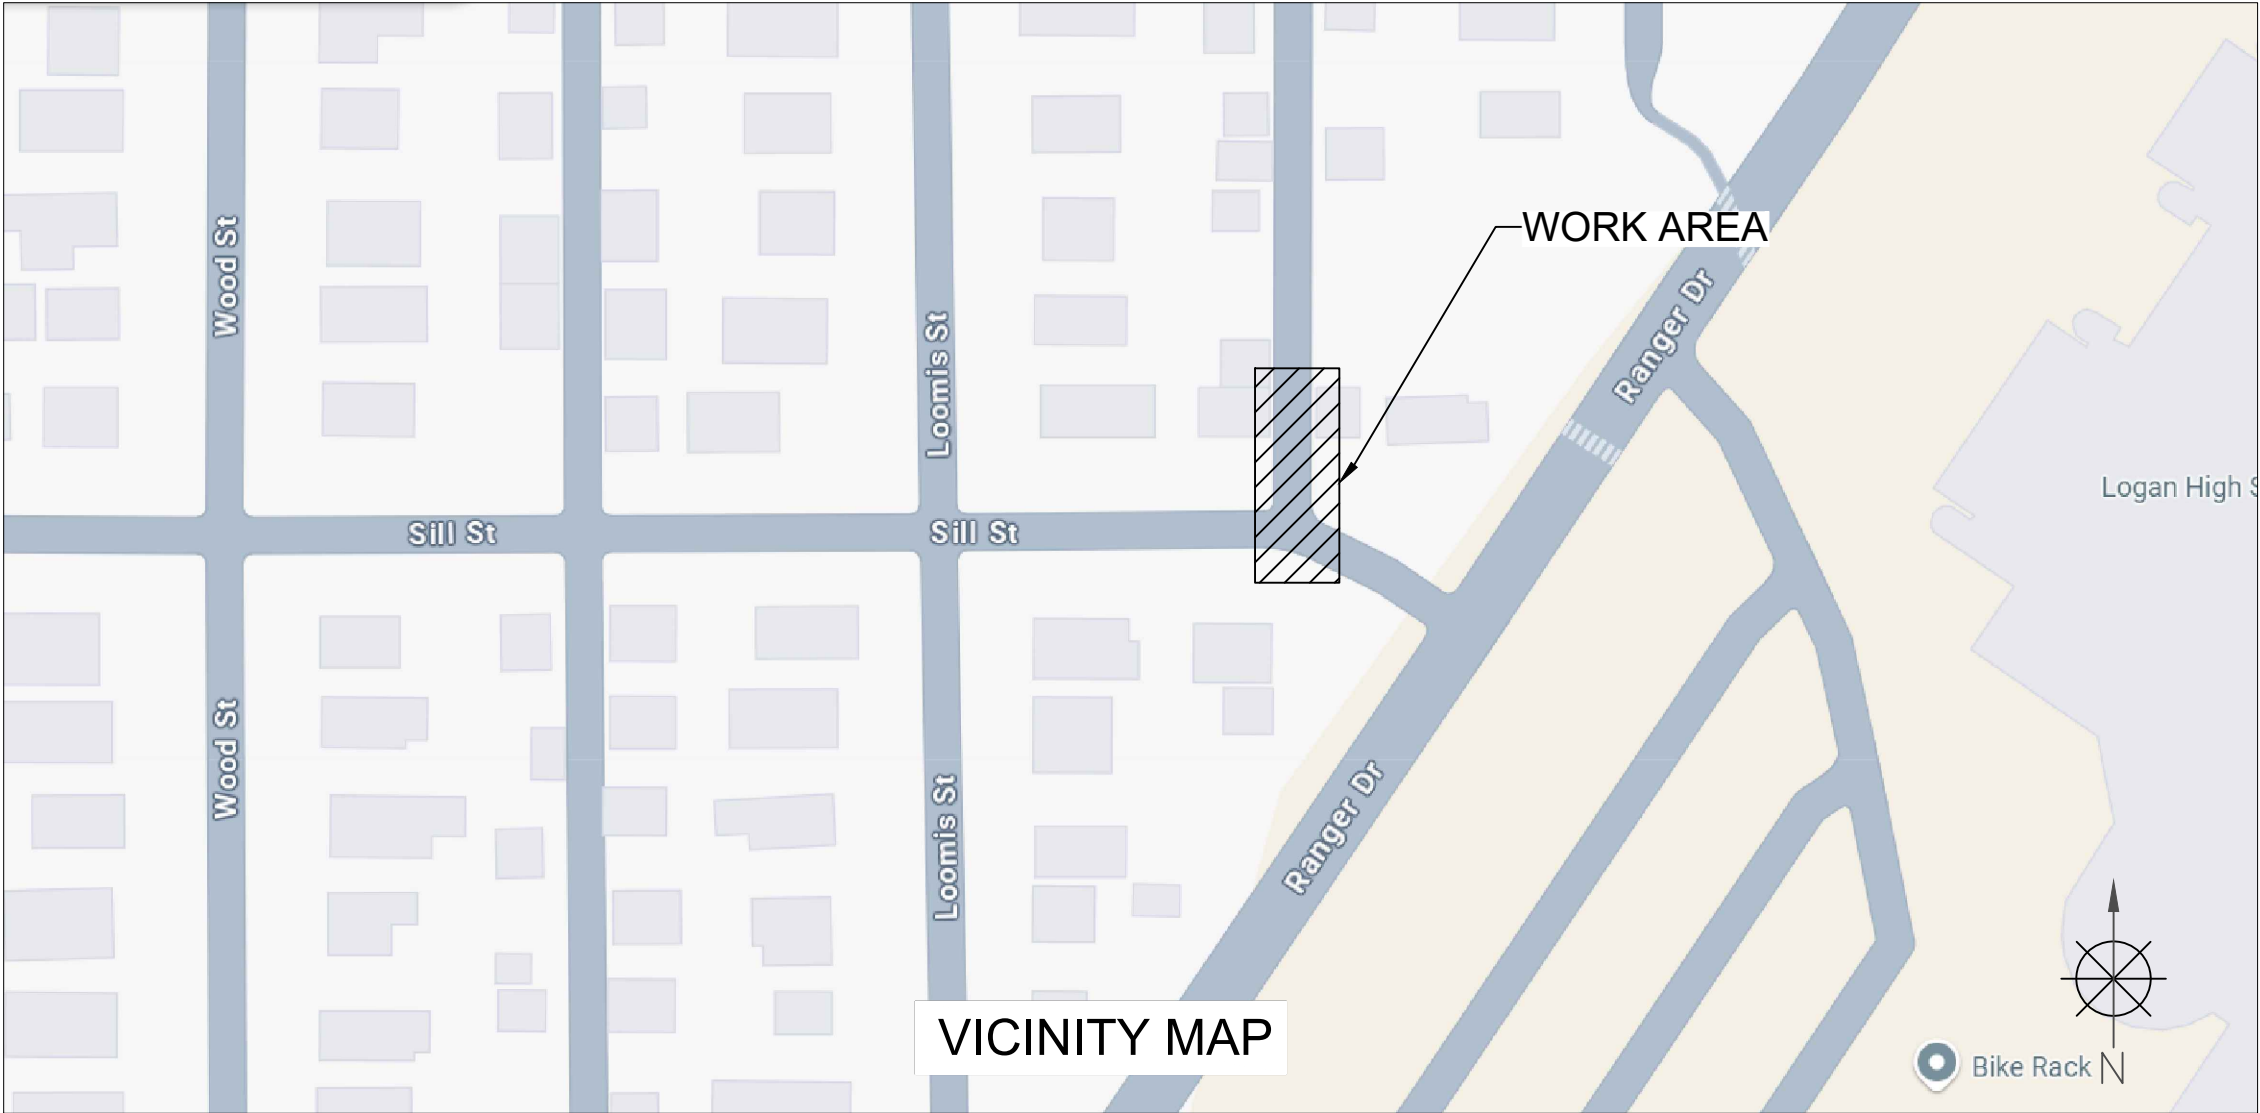 WORK AREA
Wood St
Ranger Dr
Loomis St
Logan High S
Sill St
Sill St
Wood St
Ranger Dr
Loomis St
VICINITY MAP
Bike Rack
N